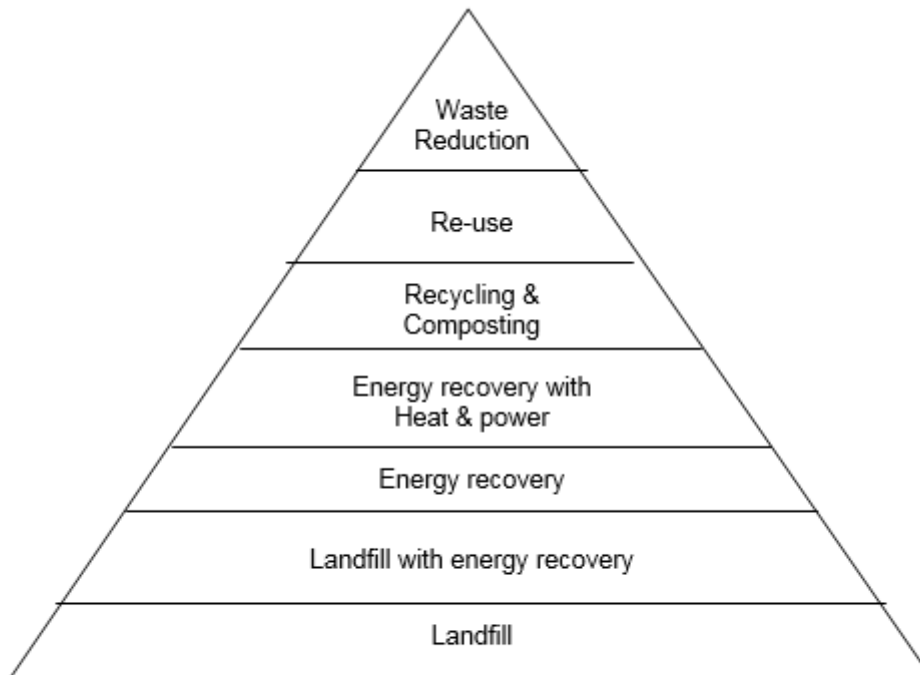 Waste
Reduction
Re-use
Recycling &
Composting
Energy recovery with
Heat & power
Energy recovery
Landfill with energy recovery
Landfill